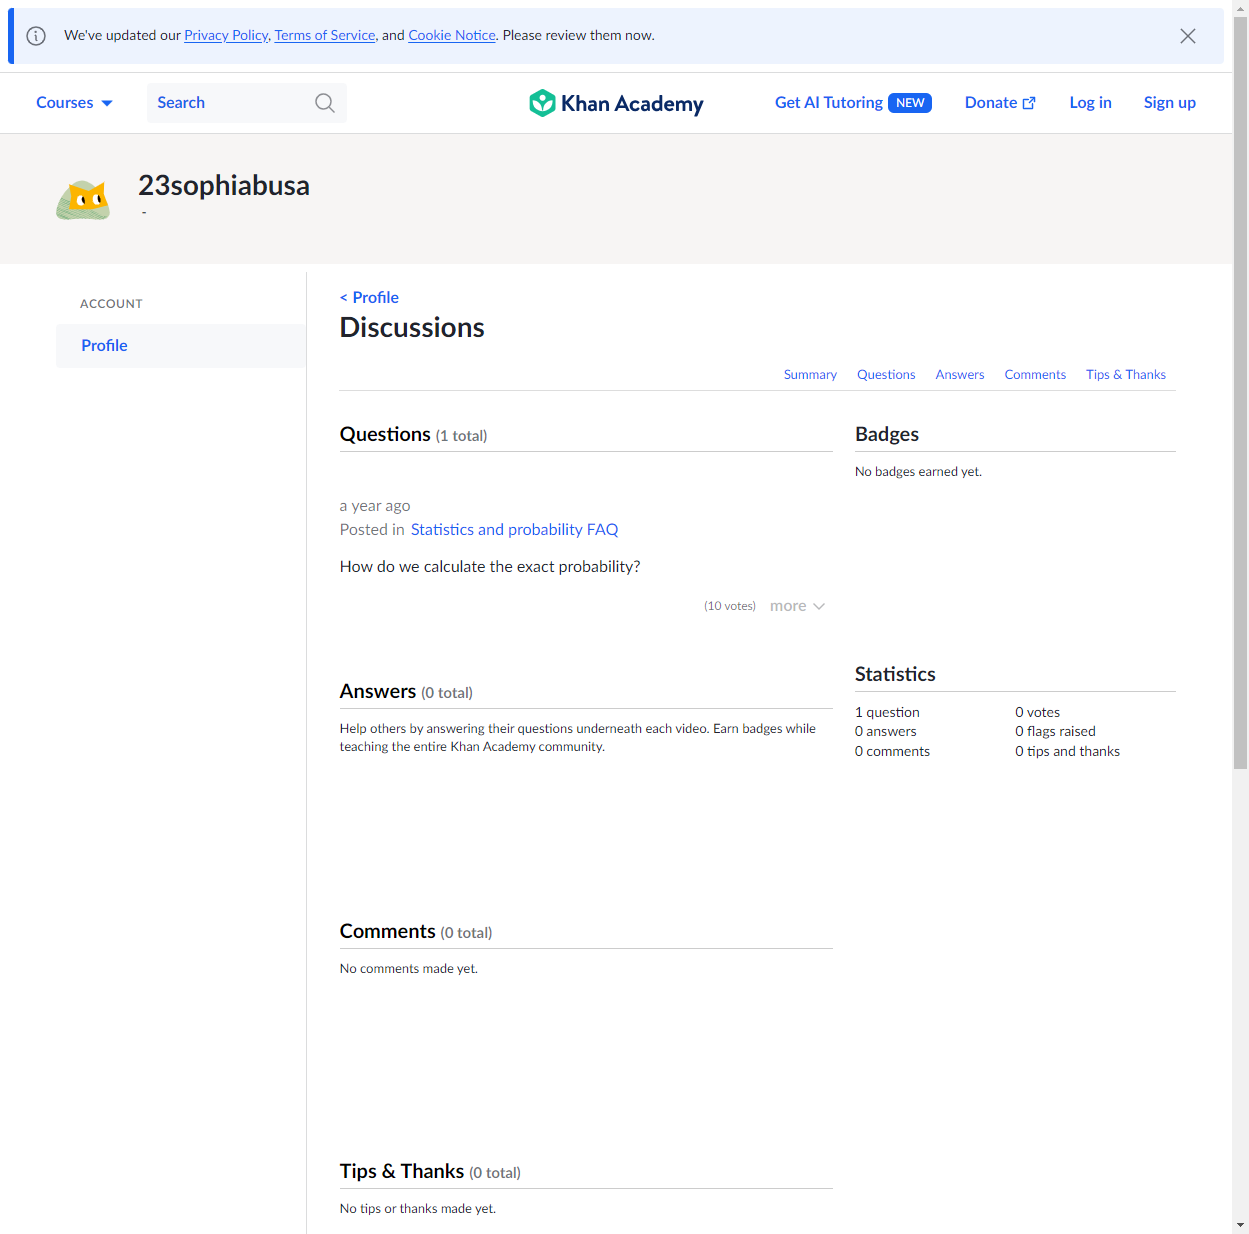 We've updated our Privacy Policy, Terms of Service, and Cookie Notice. Please review them now.
Courses
Search
Khan Academy
Get AI Tutoring NEW
Donate
Log in
Sign up
23sophiabusa
-
ACCOUNT
Profile
< Profile
Discussions
Summary
Questions
Answers
Comments
Tips & Thanks
Questions (1 total)
a year ago
Posted in Statistics and probability FAQ
How do we calculate the exact probability?
(10 votes) more
Answers (0 total)
Help others by answering their questions underneath each video. Earn badges while
teaching the entire Khan Academy community.
Comments (0 total)
No comments made yet.
Tips & Thanks (0 total)
No tips or thanks made yet.
Badges
No badges earned yet.
Statistics
1 question
0 votes
0 answers
0 flags raised
0 comments
0 tips and thanks